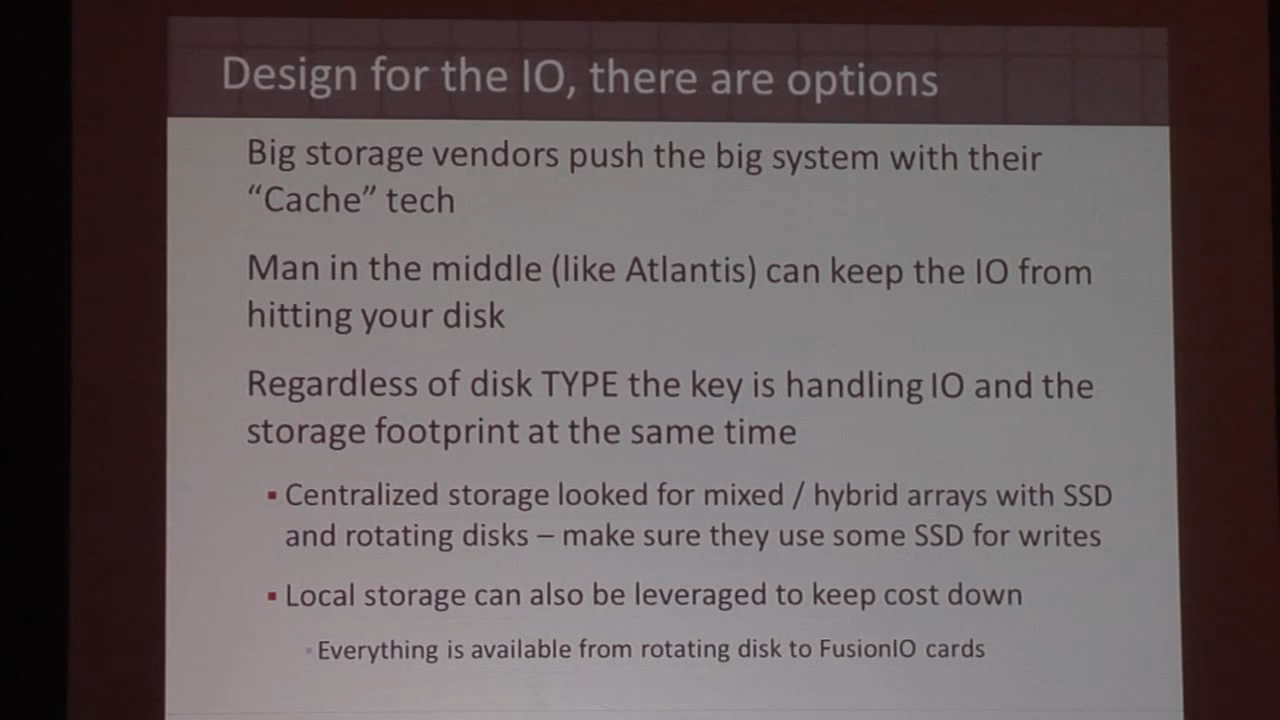 Design for the IO, there are options
Big storage vendors push the big system with their
“Cache” tech
Man in the middle (like Atlantis) can keep the IO from
hitting your disk
Regardless of disk TYPE the key is handling IO and the
storage footprint at the same time
▪ Centralized storage looked for mixed / hybrid arrays with SSD
and rotating disks – make sure they use some SSD for writes
▪ Local storage can also be leveraged to keep cost down
▪ Everything is available from rotating disk to FusionIO cards